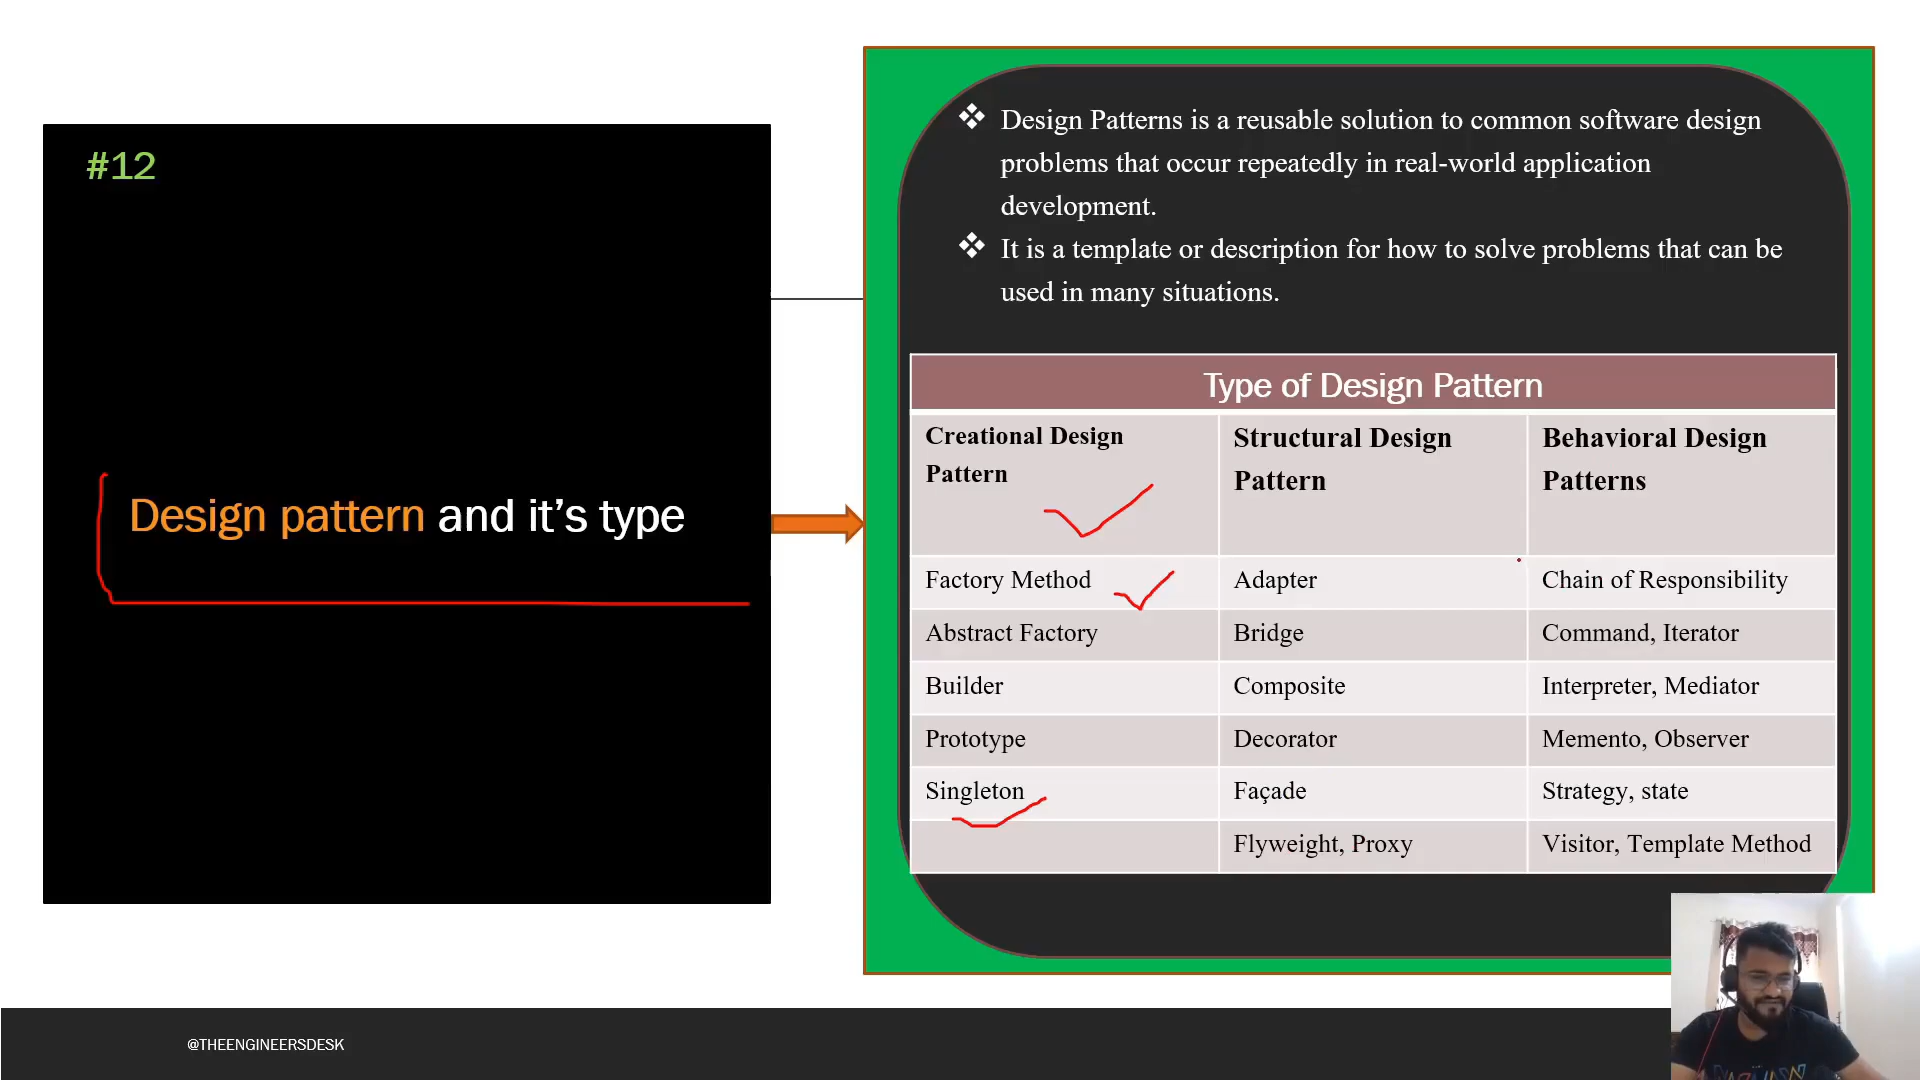 #12
Design pattern and it's type
Design Patterns is a reusable solution to common software design
problems that occur repeatedly in real-world application
development.
It is a template or description for how to solve problems that can be
used in many situations.
Type of Design Pattern
Creational Design
Pattern
Structural Design
Pattern
Behavioral Design
Patterns
Factory Method
Adapter
Chain of Responsibility
Abstract Factory
Bridge
Command, Iterator
Builder
Composite
Interpreter, Mediator
Prototype
Decorator
Memento, Observer
Singleton
Façade
Strategy, state
Flyweight, Proxy
Visitor, Template Method
@THEENGINEERSDESK